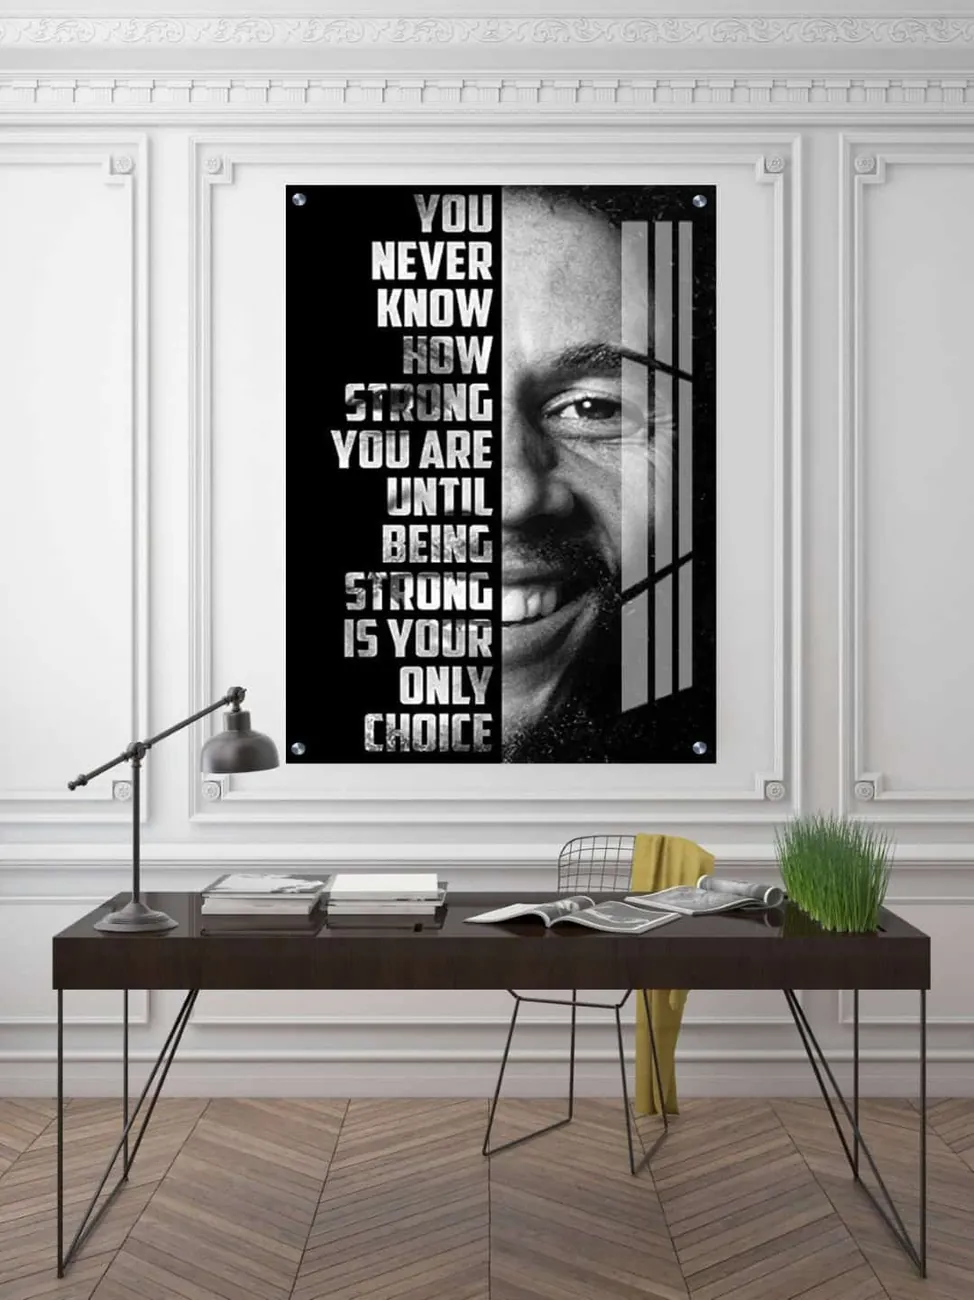 YOU
NEVER
KNOW
HOW
STRONG
YOU ARE
UNTIL
BEING
STRONG
IS YOUR
ONLY
CHOICE